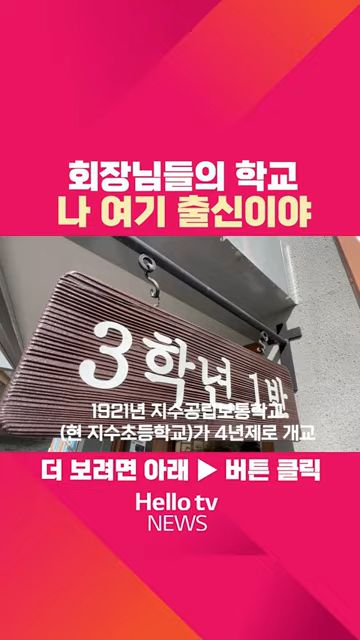 회장님들의 학교
나 여기 출신이야
3학년 1반
1921년 지수공립보통학교
(현 지수초등학교)가 4년제로 개교
더 보려면 아래 ▶ 버튼 클릭
Hello tv
NEWS